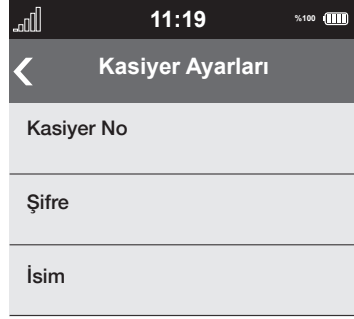 11:19 %100
Kasiyer Ayarları
Kasiyer No
Şifre
İsim